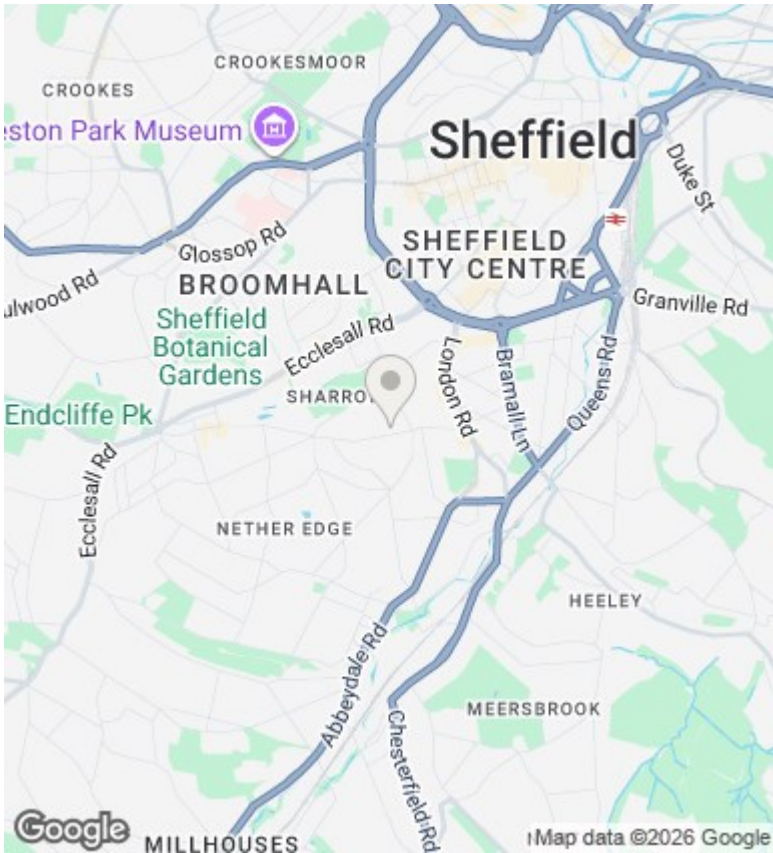 CROOKESMOOR
CROOKES
eston Park Museum
Sheffield
Duke St
Glossop Rd
SHEFFIELD
CITY CENTRE
ulwood Rd
BROOMHALL
Granville Rd
Sheffield
Botanical
Gardens
Ecclesall Rd
London Rd
Bramall Ln
Queens Rd
SHARRO
Endcliffe Pk
Ecclesall Rd
NETHER EDGE
HEELEY
Abbeydale Rd
MEERSBROOK
Chesterfield Rd
Google
MILLHOUSES
Map data ©2026 Google